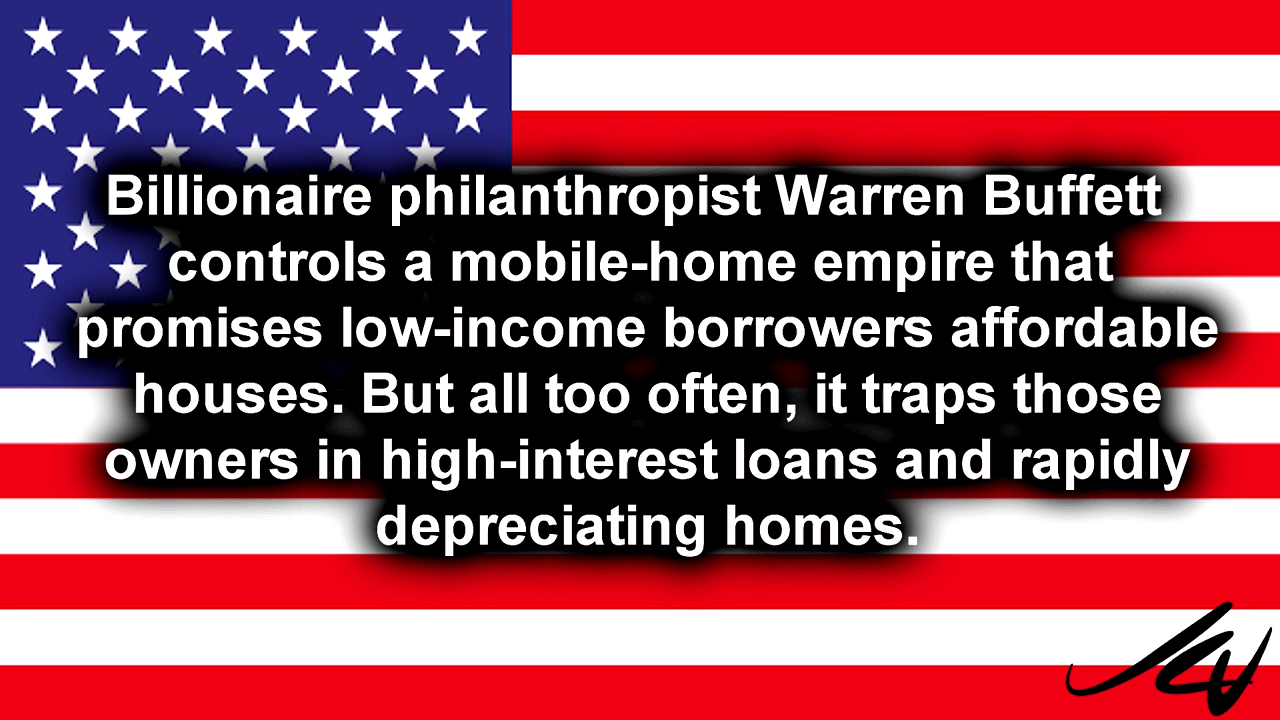 Billionaire philanthropist Warren Buffett
controls a mobile-home empire that
promises low-income borrowers affordable
houses. But all too often, it traps those
owners in high-interest loans and rapidly
depreciating homes.